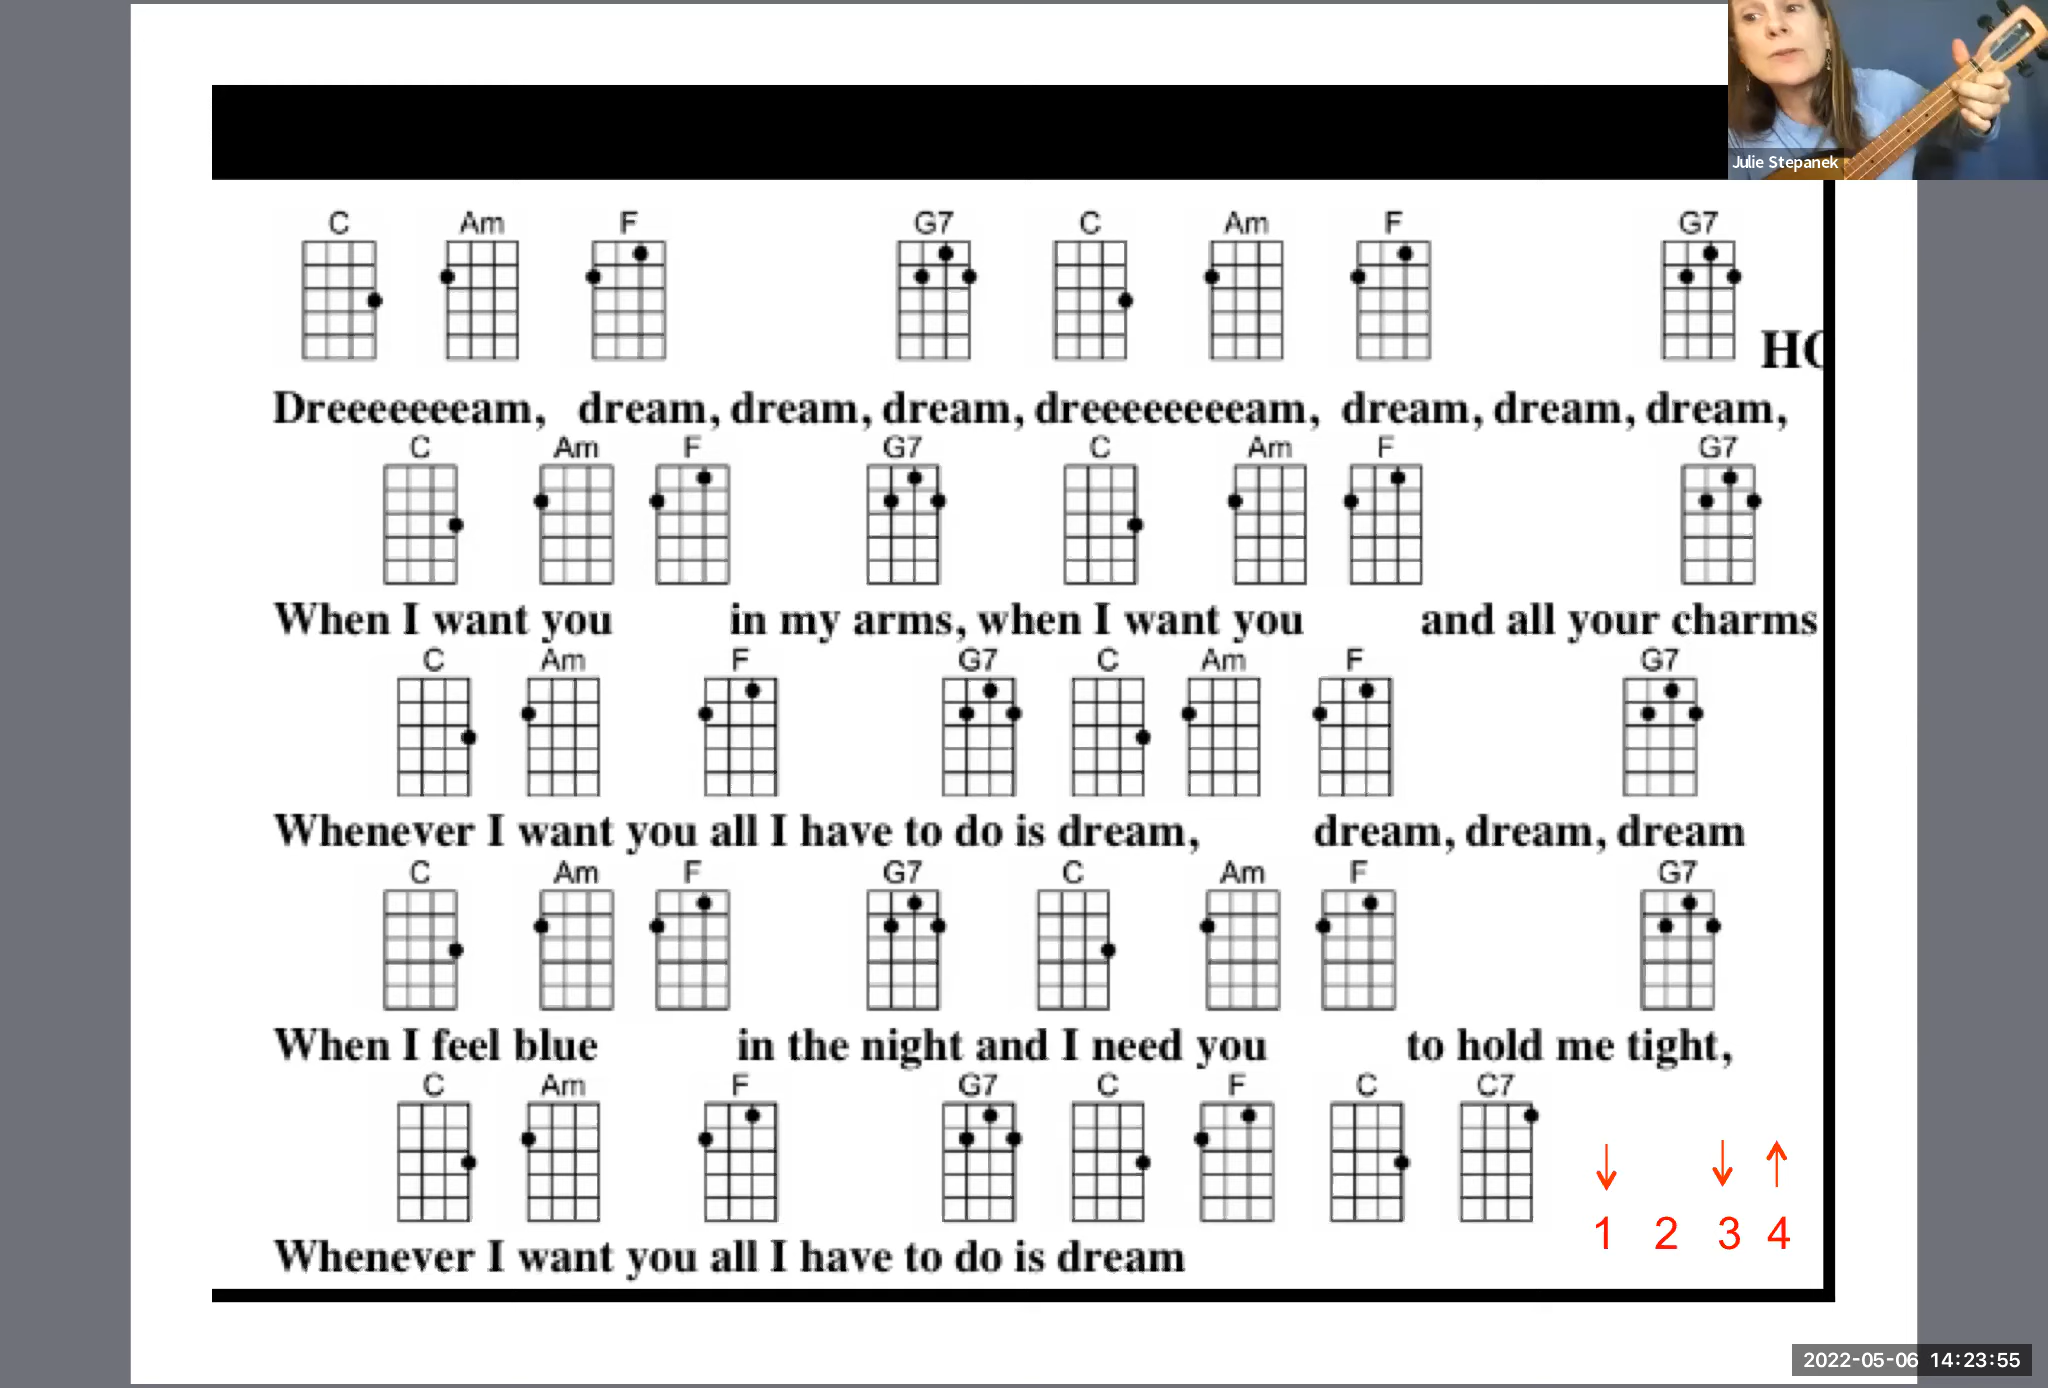 Julie Stepanek
C Am F G7 C Am F G7
HO
Dreeeeeeeam, dream, dream, dream, dreeeeeeeeam, dream, dream, dream,
C Am F G7 C Am F G7
When I want you in my arms, when I want you and all your charms
C Am F G7 C Am F G7
Whenever I want you all I have to do is dream, dream, dream, dream
C Am F G7 C Am F G7
When I feel blue in the night and I need you to hold me tight,
C Am F G7 C F C C7
↓ ↓ ↑
1 2 3 4
Whenever I want you all I have to do is dream
2022-05-06 14:23:55